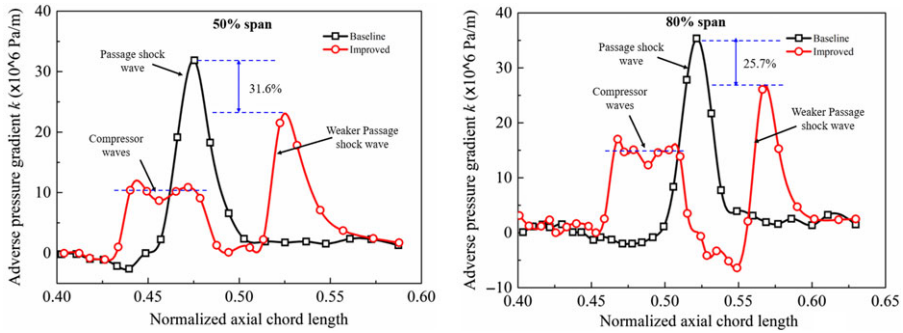 50% span
Baseline
Improved
Passage shock
wave
31.6%
Compressor
waves
Weaker Passage
shock wave
Adverse pressure gradient k (x10^6 Pa/m)
40
30
20
10
0
0.40
0.45
0.50
0.55
0.60
Normalized axial chord length
80% span
Baseline
Improved
Passage shock
wave
25.7%
Compressor
waves
Weaker Passage
shock wave
Adverse pressure gradient k (x10^6 Pa/m)
40
30
20
10
0
−10
0.40
0.45
0.50
0.55
0.60
0.65
Normalized axial chord length